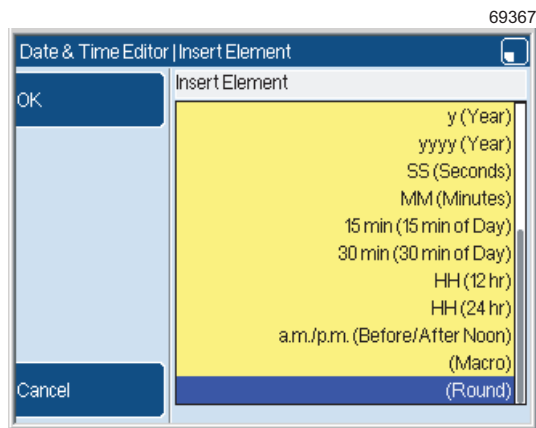 69367
Date & Time Editor | Insert Element
OK
Insert Element
y (Year)
yyyy (Year)
SS (Seconds)
MM (Minutes)
15 min (15 min of Day)
30 min (30 min of Day)
HH (12 hr)
HH (24 hr)
a.m./p.m. (Before/After Noon)
(Macro)
(Round)
Cancel